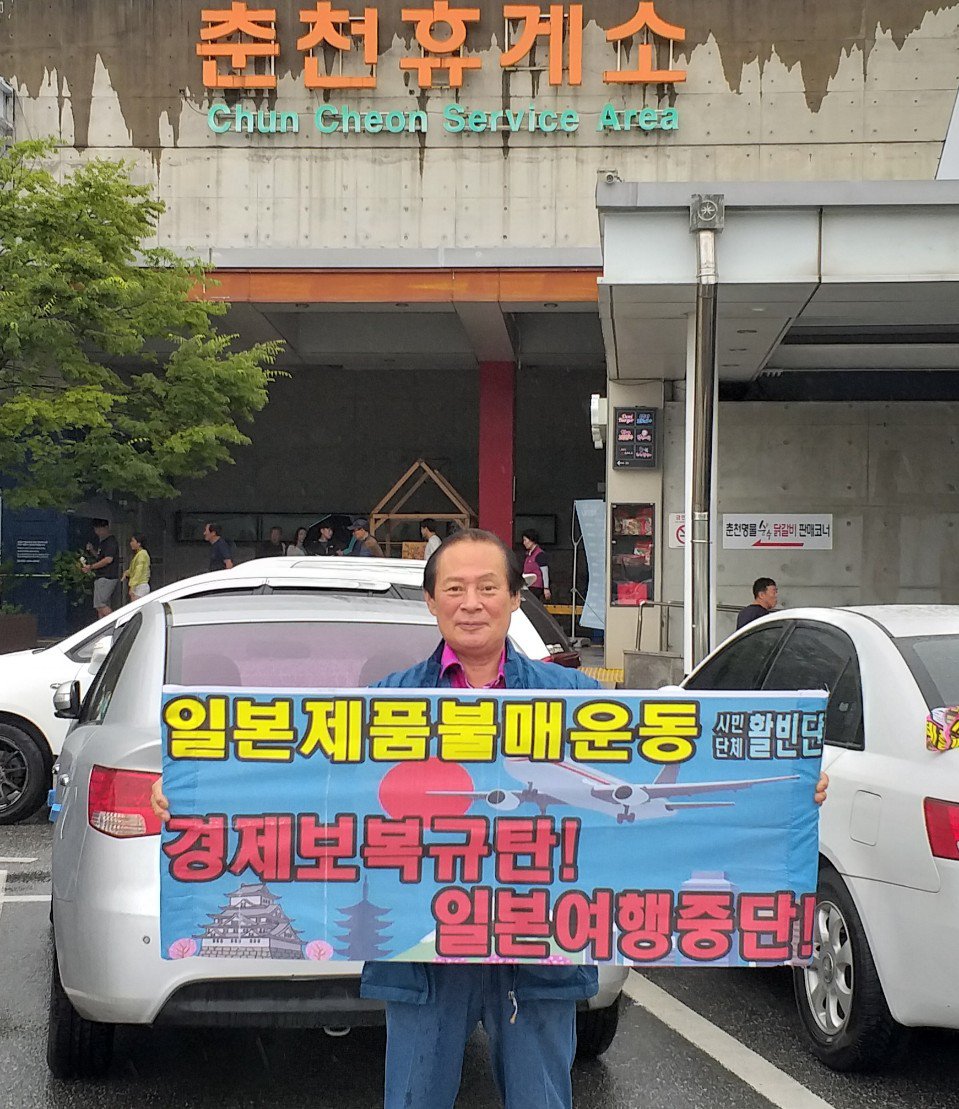 춘천휴게소
Chun Cheon Service Area
춘천명물 숯불 닭갈비 판매코너
일본제품불매운동
시민
단체 활빈단
경제보복규탄!
일본여행중단!